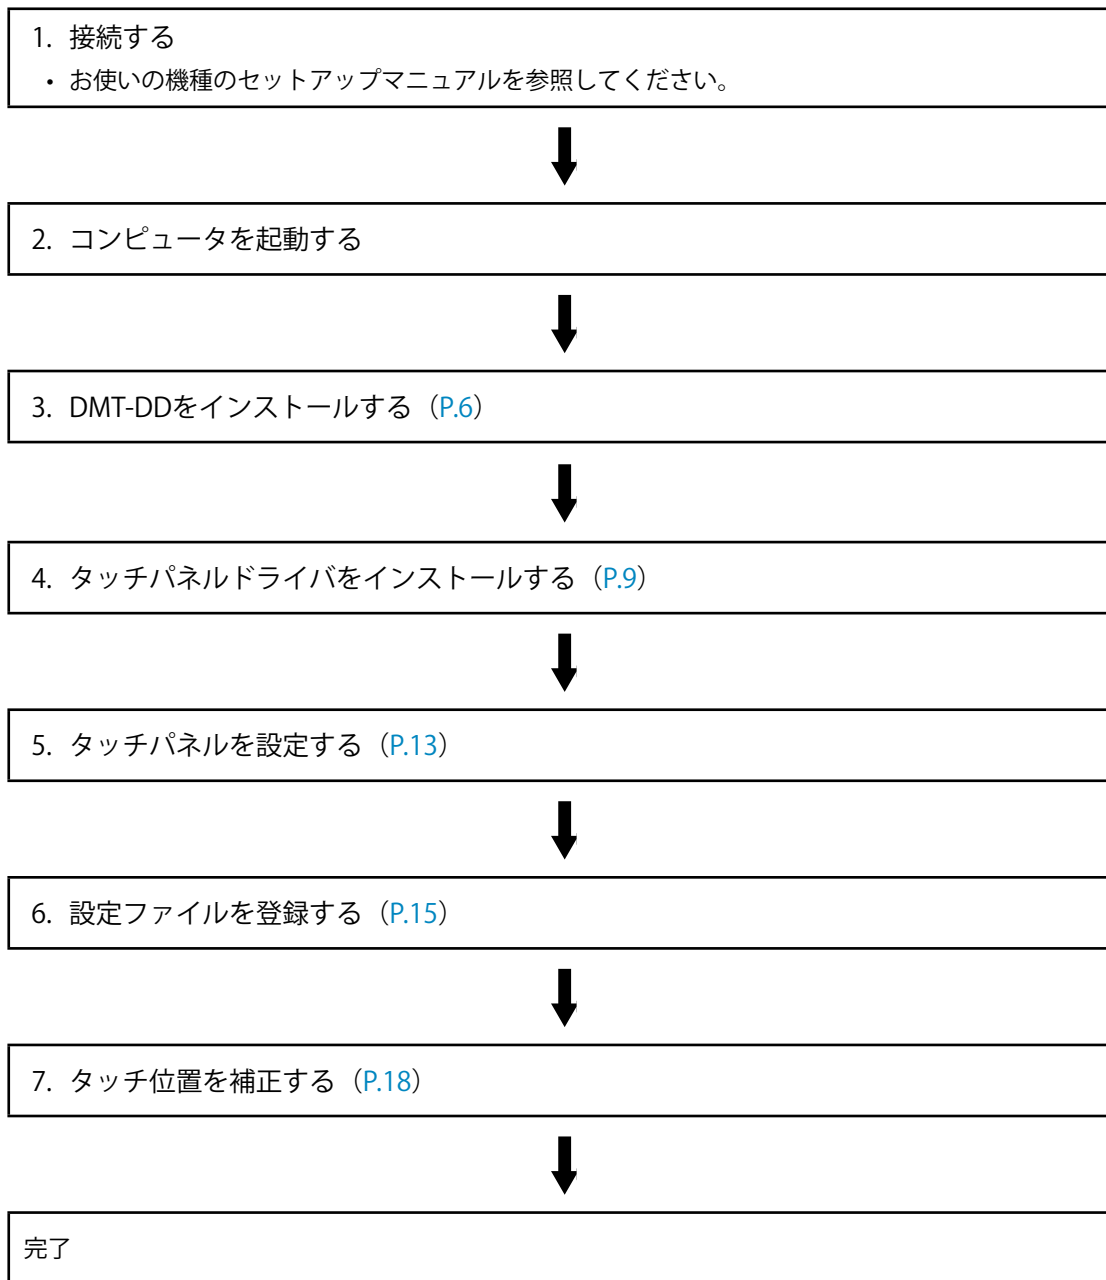 1. 接続する
• お使いの機種のセットアップマニュアルを参照してください。
2. コンピュータを起動する
3. DMT-DDをインストールする（P.6）
4. タッチパネルドライバをインストールする（P.9）
5. タッチパネルを設定する（P.13）
6. 設定ファイルを登録する（P.15）
7. タッチ位置を補正する（P.18）
完了